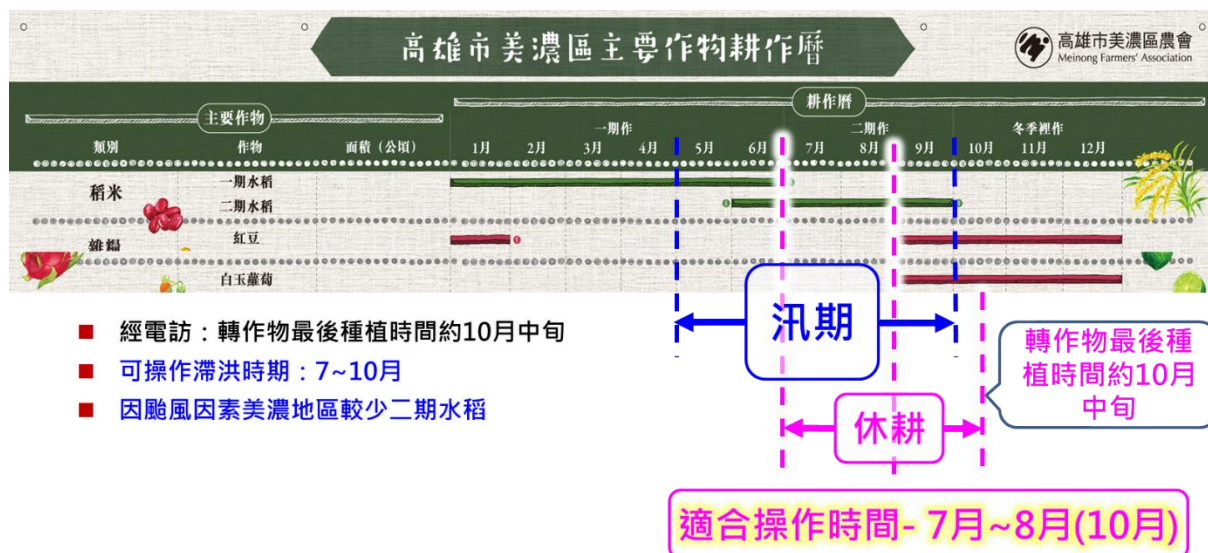 高雄市美濃區主要作物耕作曆
高雄市美濃區農會
Meinong Farmers' Association
主要作物
耕作曆
一期作
二期作
冬季裡作
類別 作物 面積（公頃） 1月 2月 3月 4月 5月 6月 7月 8月 9月 10月 11月 12月
稻米
一期水稻
二期水稻
雜糧
紅豆
白玉蘿蔔
■ 經電訪：轉作物最後種植時間約10月中旬
■ 可操作滯洪時期：7~10月
■ 因颱風因素美濃地區較少二期水稻
汛期
轉作物最後種
植時間約10月
中旬
休耕
適合操作時間- 7月~8月(10月)